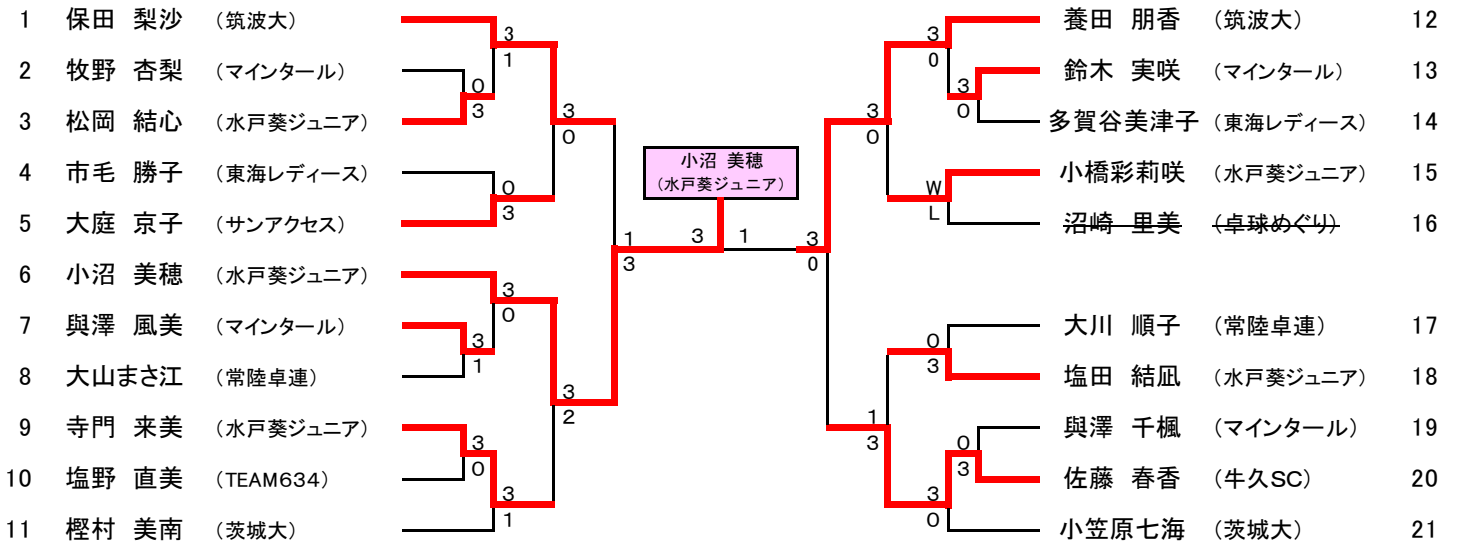 1 保田 梨沙 （筑波大）
2 牧野 杏梨 （マインタール）
3 松岡 結心 （水戸葵ジュニア）
4 市毛 勝子 （東海レディース）
5 大庭 京子 （サンアクセス）
6 小沼 美穂 （水戸葵ジュニア）
7 與澤 風美 （マインタール）
8 大山まさ江 （常陸卓連）
9 寺門 来美 （水戸葵ジュニア）
10 塩野 直美 （TEAM634）
11 樫村 美南 （茨城大）
3
1
0
3
3
0
0
3
1
3
3
0
3
1
3
2
3
0
3
1
小沼 美穂
（水戸葵ジュニア）
3 1
3
0
3
0
3
0
3
0
W
L
0
3
1
3
0
3
3
0
養田 朋香 （筑波大） 12
鈴木 実咲 （マインタール） 13
多賀谷美津子 （東海レディース） 14
小橋彩莉咲 （水戸葵ジュニア） 15
沼崎 里美 （卓球めぐり） 16
大川 順子 （常陸卓連） 17
塩田 結凪 （水戸葵ジュニア） 18
與澤 千楓 （マインタール） 19
佐藤 春香 （牛久SC） 20
小笠原七海 （茨城大） 21